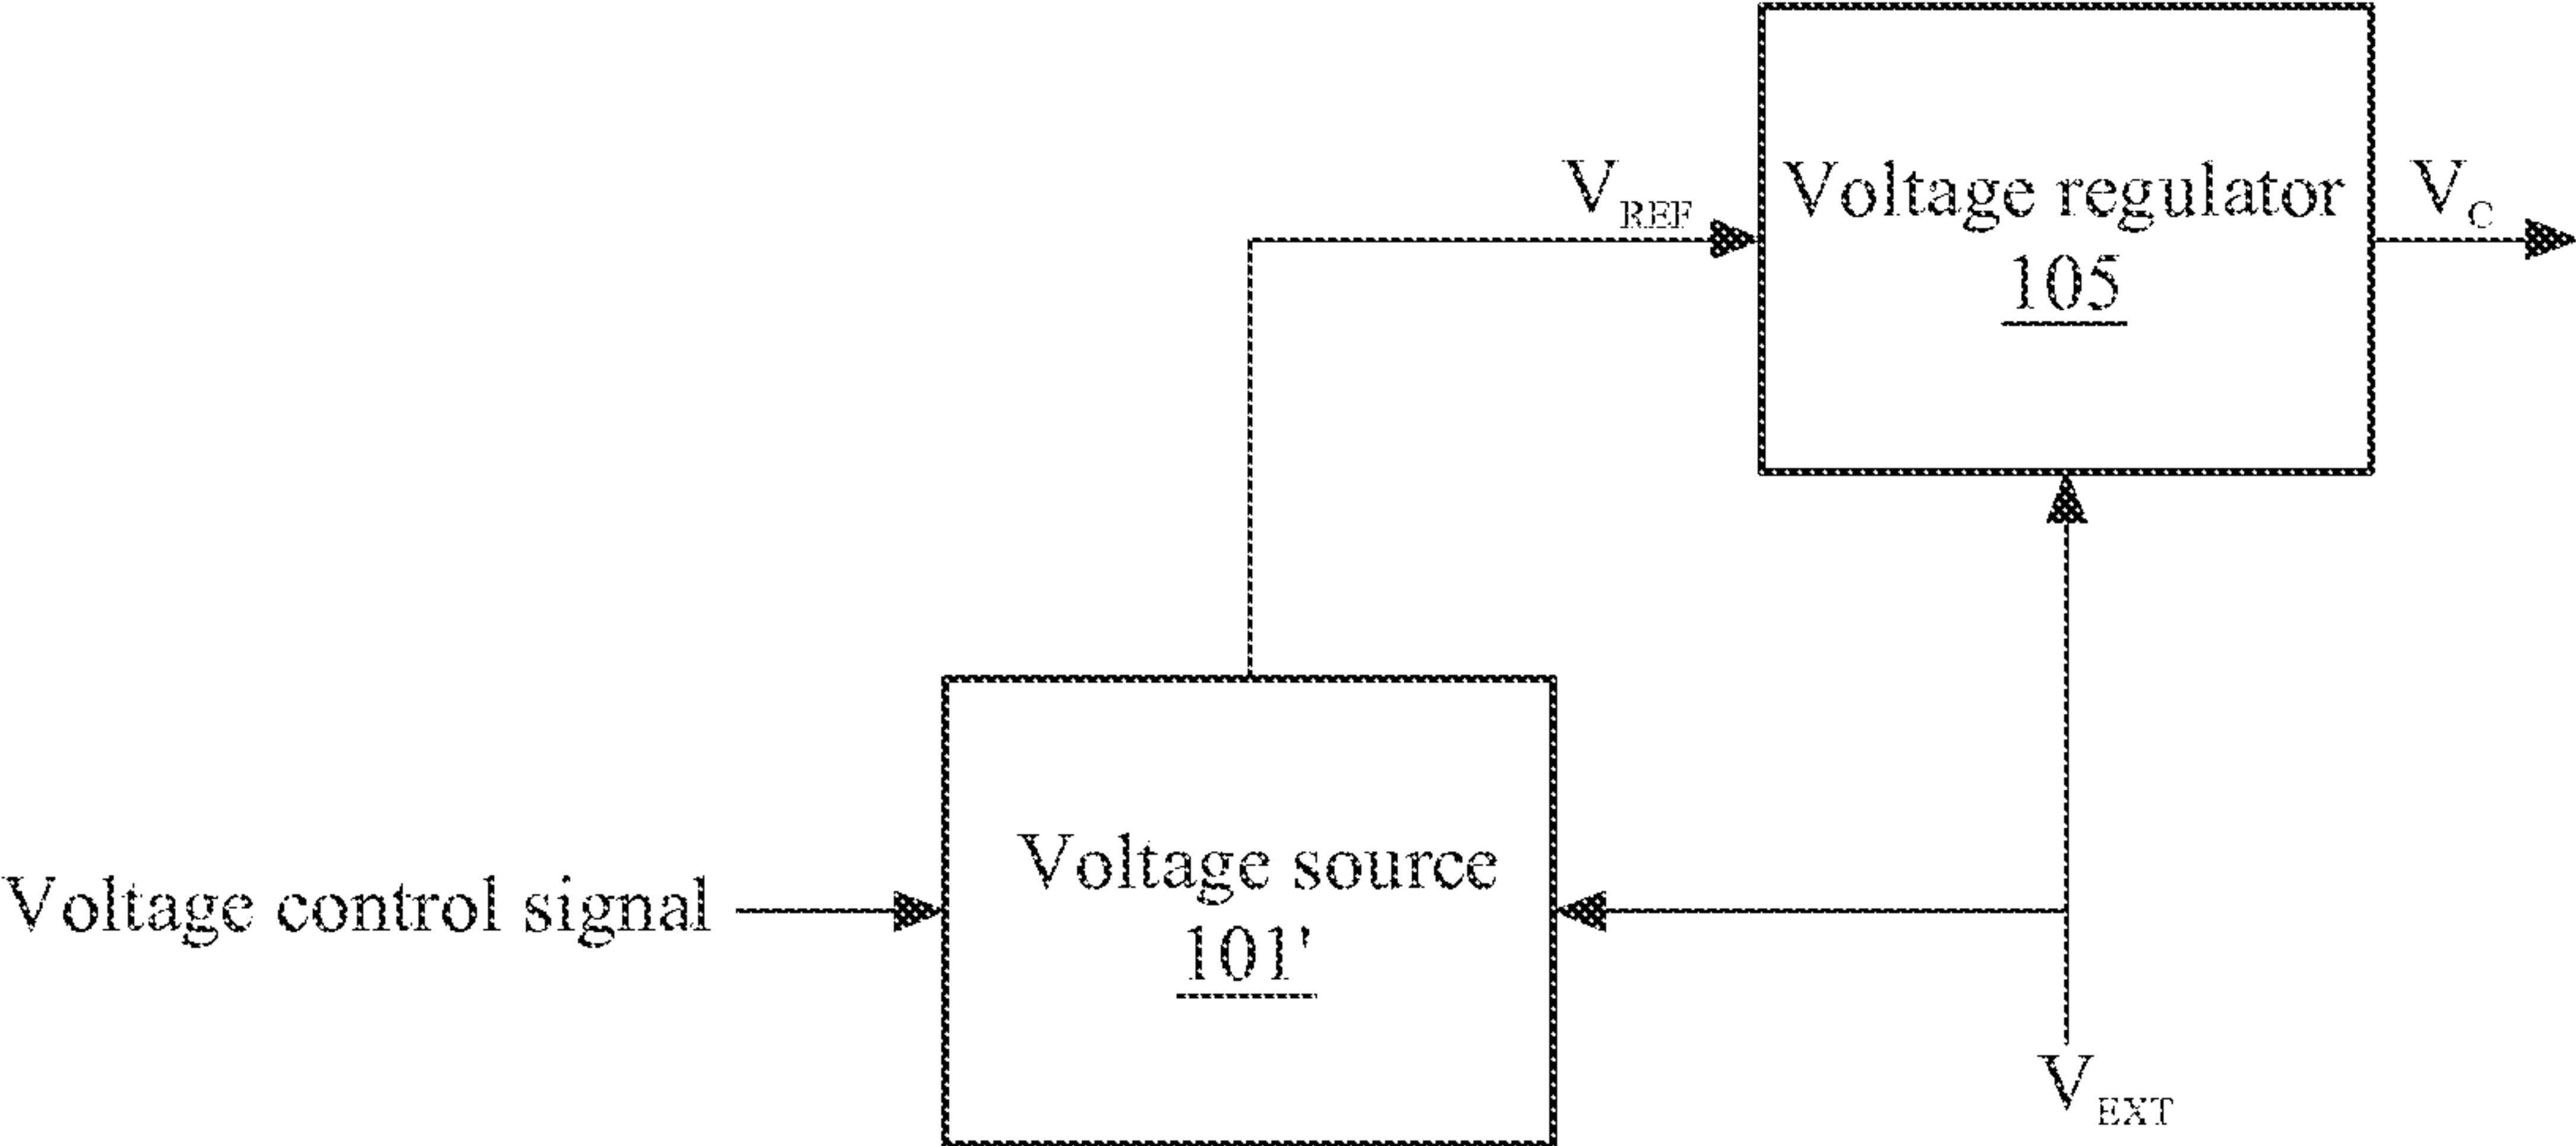 V_REF
Voltage regulator
105
V_C
Voltage control signal
Voltage source
101'
V_EXT